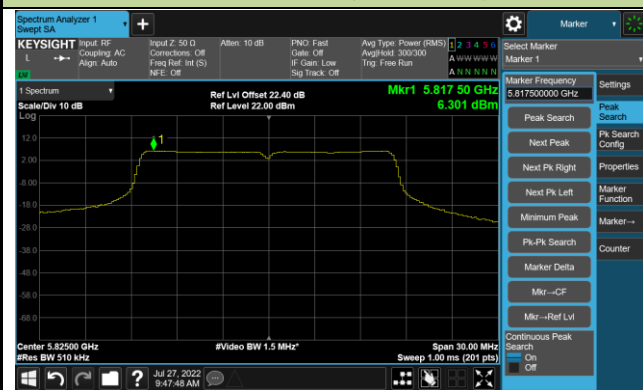 Spectrum Analyzer 1
Swept SA
+
Marker
KEYSIGHT
L
LXI
Input: RF
Coupling: AC
Align: Auto
Input Z: 50 Ω
Corrections: Off
Freq Ref: Int (S)
NFE: Off
Atten: 10 dB
PNO: Fast
Gate: Off
IF Gain: Low
Sig Track: Off
Avg Type: Power (RMS)
Avg|Hold: 300/300
Trig: Free Run
1 2 3 4 5 6
A W W W W W
A N N N N N
Select Marker
Marker 1
Marker Frequency
5.817500000 GHz
Settings
Peak Search
Peak
Search
Next Peak
Pk Search
Config
Next Pk Right
Properties
Next Pk Left
Marker
Function
Minimum Peak
Marker→
Pk-Pk Search
Counter
Marker Delta
Mkr→CF
Mkr→Ref Lvl
Continuous Peak
Search
On
Off
1 Spectrum
Scale/Div 10 dB
Log
Ref Lvl Offset 22.40 dB
Ref Level 22.00 dBm
Mkr1 5.817 50 GHz
6.301 dBm
1
12.0
2.00
-8.00
-18.0
-28.0
-38.0
-48.0
-58.0
-68.0
Center 5.82500 GHz
#Res BW 510 kHz
#Video BW 1.5 MHz*
Span 30.00 MHz
Sweep 1.00 ms (201 pts)
?
Jul 27, 2022
9:47:48 AM